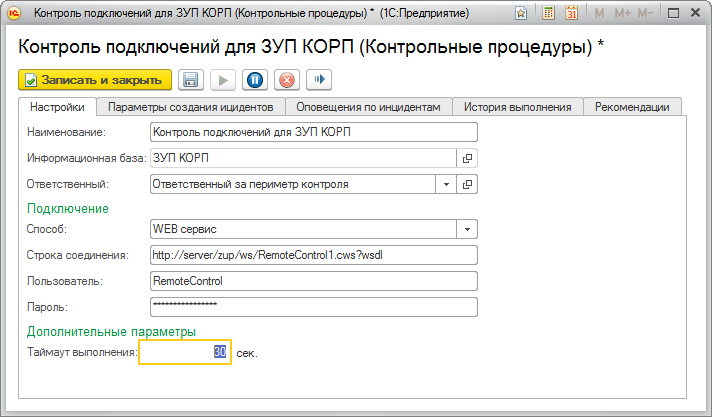 Контроль подключений для ЗУП КОРП (Контрольные процедуры) * (1С:Предприятие)
M M+ M−
Контроль подключений для ЗУП КОРП (Контрольные процедуры) *
Записать и закрыть
Настройки Параметры создания ицидентов Оповещения по инцидентам История выполнения Рекомендации
Наименование: Контроль подключений для ЗУП КОРП
Информационная база: ЗУП КОРП
Ответственный: Ответственный за периметр контроля
Подключение
Способ: WEB сервис
Строка соединения: http://server/zup/ws/RemoteControl1.cws?wsdl
Пользователь: RemoteControl
Пароль: ****************
Дополнительные параметры
Таймаут выполнения: 30 сек.